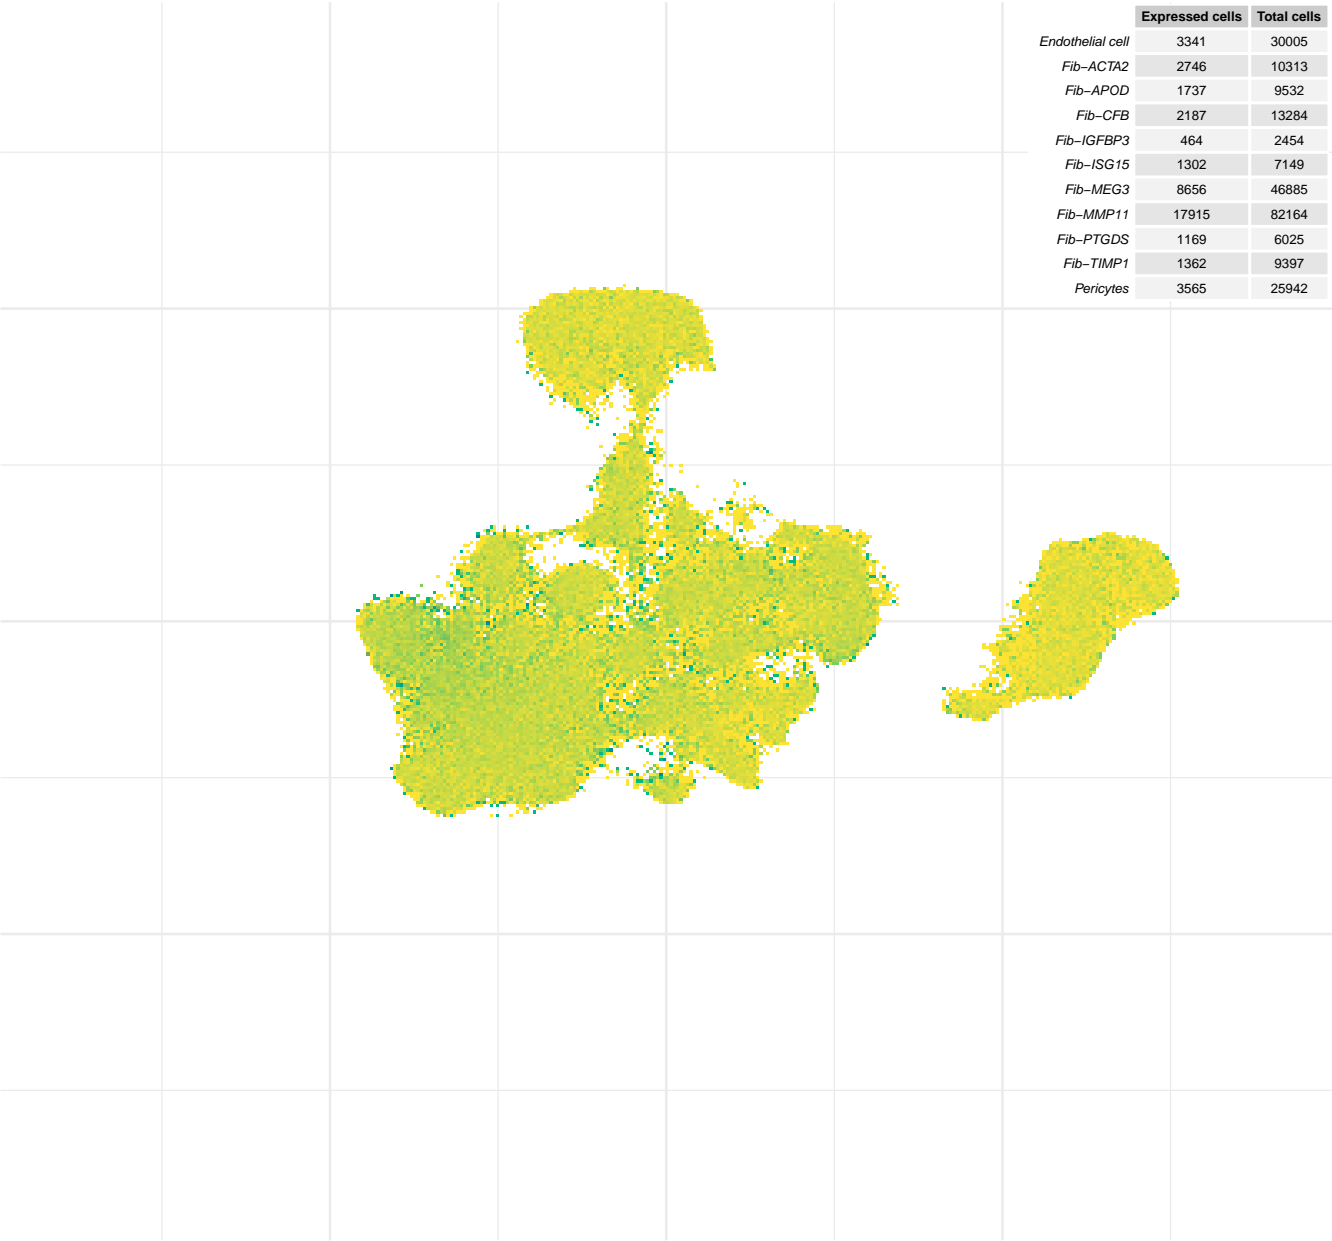 Expressed cells Total cells
Endothelial cell 3341 30005
Fib−ACTA2 2746 10313
Fib−APOD 1737 9532
Fib−CFB 2187 13284
Fib−IGFBP3 464 2454
Fib−ISG15 1302 7149
Fib−MEG3 8656 46885
Fib−MMP11 17915 82164
Fib−PTGDS 1169 6025
Fib−TIMP1 1362 9397
Pericytes 3565 25942